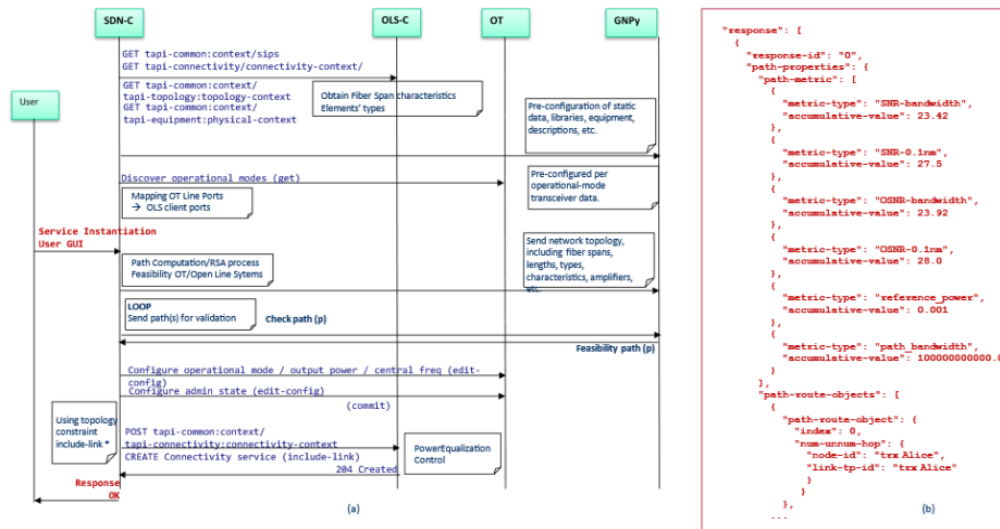 SDN-C
OLS-C
OT
GNPy
User
GET tapi-common:context/sips
GET tapi-connectivity/connectivity-context/
GET tapi-common:context/
tapi-topology:topology-context
GET tapi-common:context/
tapi-equipment:physical-context
Obtain Fiber Span characteristics
Elements' types
Pre-configuration of static
data, libraries, equipment,
descriptions, etc.
Discover operational modes (get)
Mapping OT Line Ports
→ OLS client ports
Pre-configured per
operational-mode
transceiver data.
Service Instantiation
User GUI
Path Computation/RSA process
Feasibility OT/Open Line Sytems
Send network topology,
including fiber spans,
lengths, types,
characteristics, amplifiers,
etc.
LOOP
Send path(s) for validation
Check path (p)
Feasibility path (p)
Configure operational mode / output power / central freq (edit-
config)
Configure admin state (edit-config)
(commit)
Using topology
constraint
include-link *
POST tapi-common:context/
tapi-connectivity:connectivity-context
CREATE Connectivity service (include-link)
204 Created
PowerEqualization
Control
Response
OK
(a)
"response": [
{
"response-id": "0",
"path-properties": {
"path-metric": [
{
"metric-type": "SNR-bandwidth",
"accumulative-value": 23.42
},
{
"metric-type": "SNR-0.1nm",
"accumulative-value": 27.5
},
{
"metric-type": "OSNR-bandwidth",
"accumulative-value": 23.92
},
{
"metric-type": "OSNR-0.1nm",
"accumulative-value": 28.0
},
{
"metric-type": "reference_power",
"accumulative-value": 0.001
},
{
"metric-type": "path_bandwidth",
"accumulative-value": 100000000000.0
}
],
"path-route-objects": [
{
"path-route-object": {
"index": 0,
"num-unnum-hop": {
"node-id": "trx Alice",
"link-tp-id": "trx Alice"
}
}
},
...
(b)